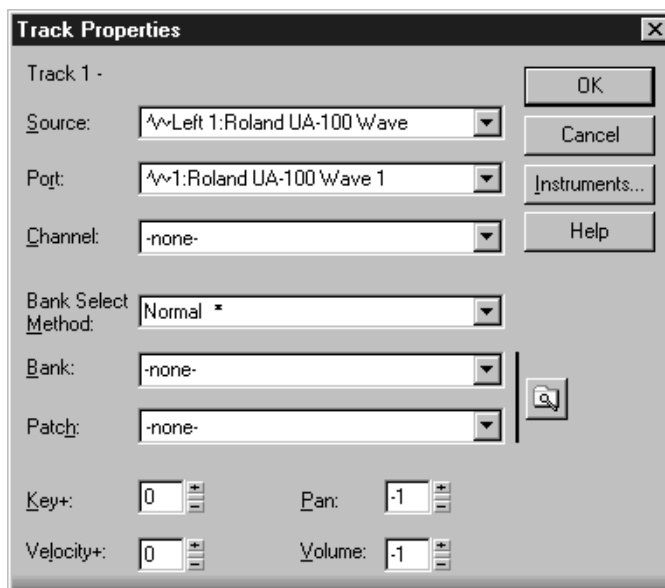 Track Properties
Track 1 -
OK
Source: Left 1:Roland UA-100 Wave
Cancel
Port: 1:Roland UA-100 Wave 1
Instruments...
Channel: -none-
Help
Bank Select
Method: Normal *
Bank: -none-
Patch: -none-
Key+: 0 Pan: -1
Velocity+: 0 Volume: -1